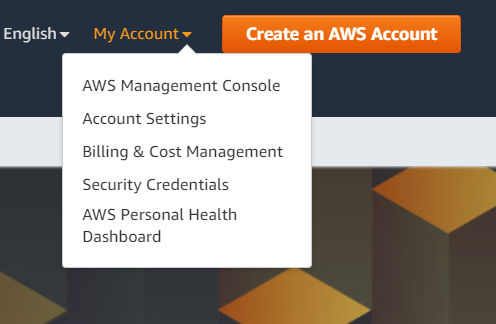 English My Account Create an AWS Account
AWS Management Console
Account Settings
Billing & Cost Management
Security Credentials
AWS Personal Health
Dashboard